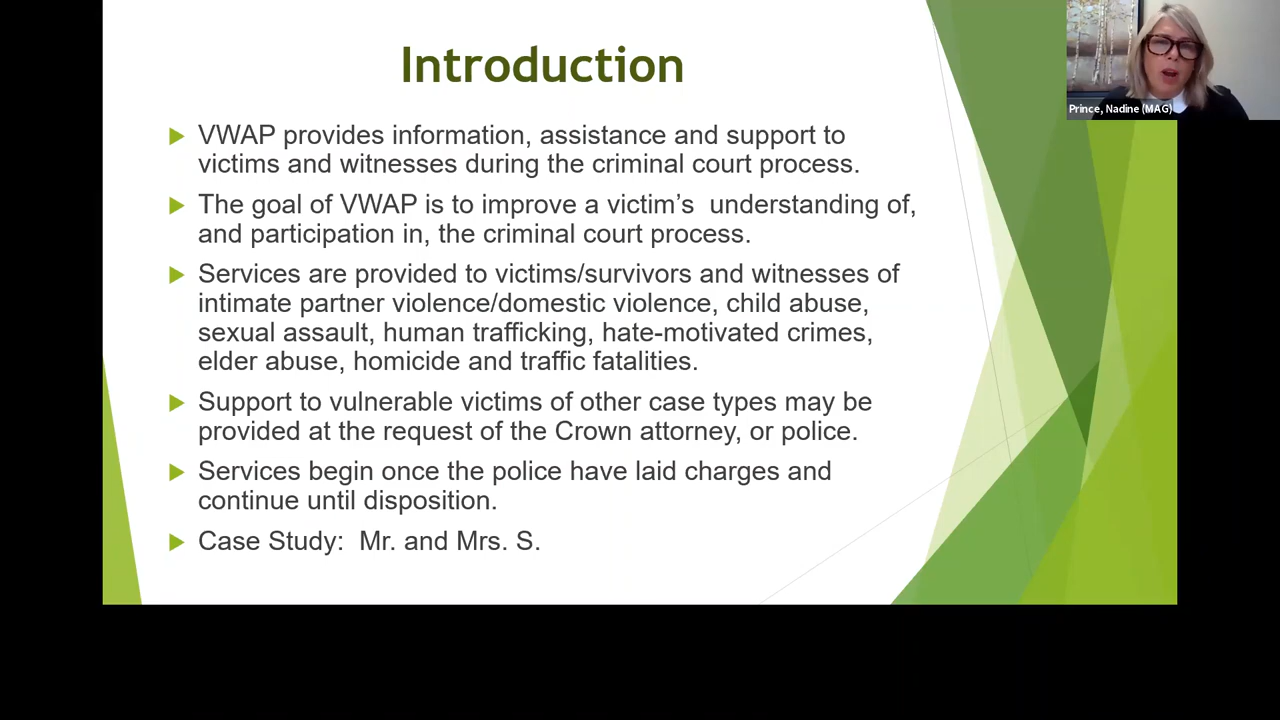 Introduction
VWAP provides information, assistance and support to
victims and witnesses during the criminal court process.
The goal of VWAP is to improve a victim’s  understanding of,
and participation in, the criminal court process.
Services are provided to victims/survivors and witnesses of
intimate partner violence/domestic violence, child abuse,
sexual assault, human trafficking, hate-motivated crimes,
elder abuse, homicide and traffic fatalities.
Support to vulnerable victims of other case types may be
provided at the request of the Crown attorney, or police.
Services begin once the police have laid charges and
continue until disposition.
Case Study:  Mr. and Mrs. S.
Prince, Nadine (MAG)